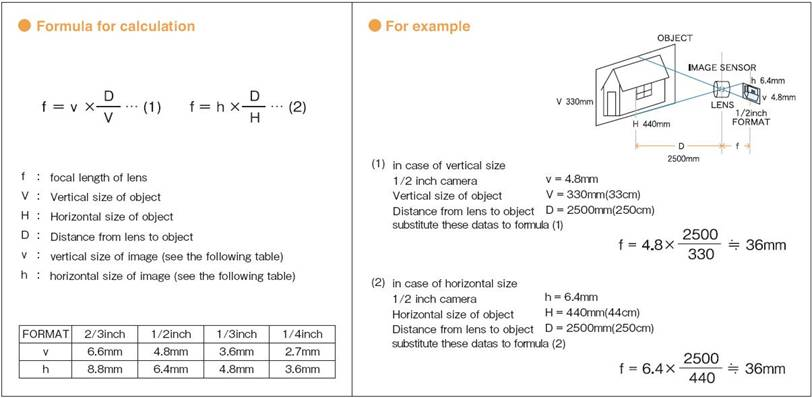 Formula for calculation
f = v × D/V ··· (1) f = h × D/H ··· (2)
f : focal length of lens
V : Vertical size of object
H : Horizontal size of object
D : Distance from lens to object
v : vertical size of image (see the following table)
h : horizontal size of image (see the following table)
FORMAT 2/3inch 1/2inch 1/3inch 1/4inch
v 6.6mm 4.8mm 3.6mm 2.7mm
h 8.8mm 6.4mm 4.8mm 3.6mm
For example
OBJECT
IMAGE SENSOR
h 6.4mm
v 4.8mm
V 330mm
LENS
1/2inch
FORMAT
H 440mm
D f
2500mm
(1) in case of vertical size
1/2 inch camera v = 4.8mm
Vertical size of object V = 330mm(33cm)
Distance from lens to object D = 2500mm(250cm)
substitute these datas to formula (1)
f = 4.8 × 2500/330 ≒ 36mm
(2) in case of horizontal size
1/2 inch camera h = 6.4mm
Horizontal size of object H = 440mm(44cm)
Distance from lens to object D = 2500mm(250cm)
substitute these datas to formula (2)
f = 6.4 × 2500/440 ≒ 36mm